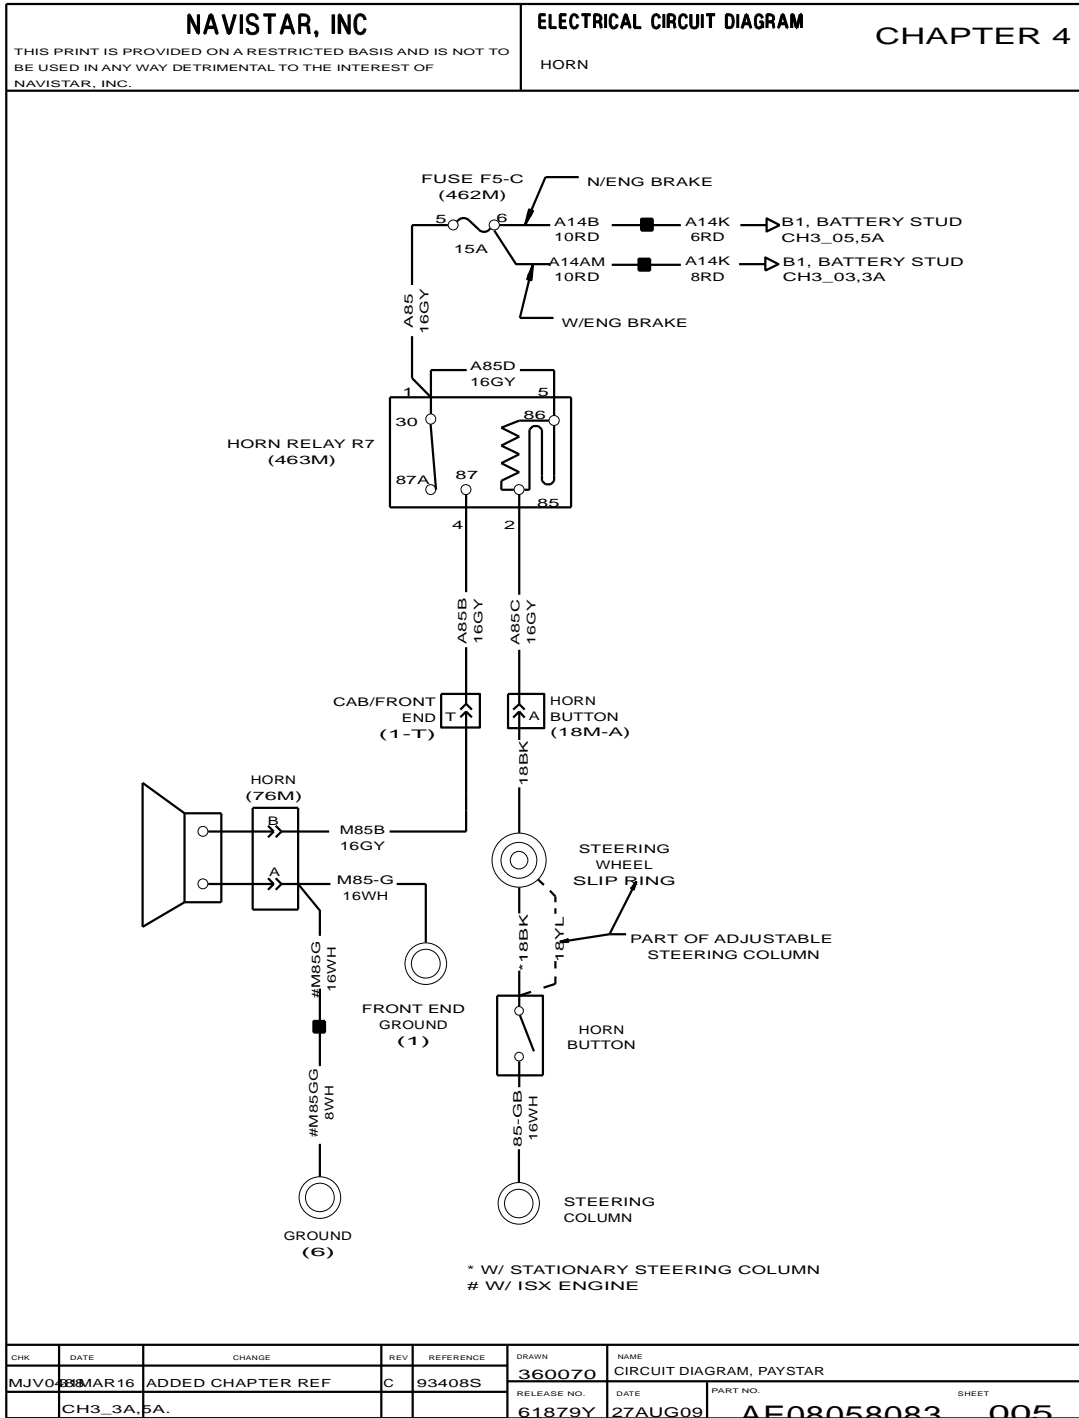 NAVISTAR, INC
THIS PRINT IS PROVIDED ON A RESTRICTED BASIS AND IS NOT TO
BE USED IN ANY WAY DETRIMENTAL TO THE INTEREST OF
NAVISTAR, INC.
ELECTRICAL CIRCUIT DIAGRAM
HORN
CHAPTER 4
FUSE F5-C
(462M)
N/ENG BRAKE
5
6
15A
A14B
10RD
A14K
6RD
B1, BATTERY STUD
CH3_05,5A
A14AM
10RD
A14K
8RD
B1, BATTERY STUD
CH3_03,3A
W/ENG BRAKE
A85
16GY
A85D
16GY
1
5
30
86
HORN RELAY R7
(463M)
87A
87
85
4
2
A85B
16GY
A85C
16GY
CAB/FRONT
END
(1-T)
T
A
HORN
BUTTON
(18M-A)
18BK
HORN
(76M)
B
M85B
16GY
A
M85-G
16WH
STEERING
WHEEL
SLIP RING
*18BK
18YL
PART OF ADJUSTABLE
STEERING COLUMN
#M85G
16WH
FRONT END
GROUND
(1)
HORN
BUTTON
#M85GG
8WH
85-GB
16WH
GROUND
(6)
STEERING
COLUMN
* W/ STATIONARY STEERING COLUMN
# W/ ISX ENGINE
CHK
DATE
CHANGE
REV
REFERENCE
DRAWN
NAME
MAR16
ADDED CHAPTER REF
C
93408S
360070
CIRCUIT DIAGRAM, PAYSTAR
CH3_3A,5A.
RELEASE NO.
DATE
PART NO.
SHEET
61879Y
27AUG09
AE08058083
005